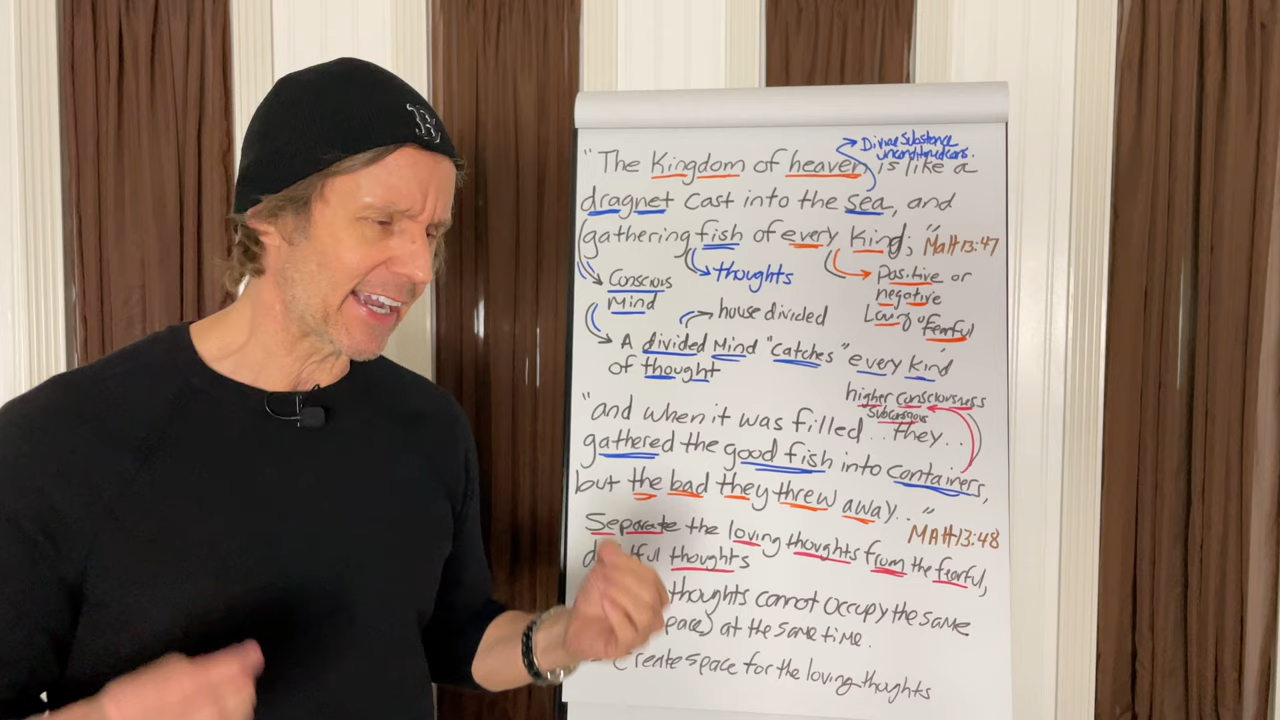 Divine Substance
unconditioned cons.
"The Kingdom of heaven is like a
dragnet cast into the sea, and
gathering fish of every kind;" Matt 13:47
Conscious
Mind
thoughts
positive or
negative
Loving or Fearful
house divided
A divided Mind "catches" every kind
of thought
higher consciousness
subconscious
"and when it was filled... they..
gathered the good fish into containers,
but the bad they threw away..."
MAtt 13:48
Separate the loving thoughts from the fearful,
thoughts
thoughts cannot occupy the same
at the same time.
- Create space for the loving thoughts